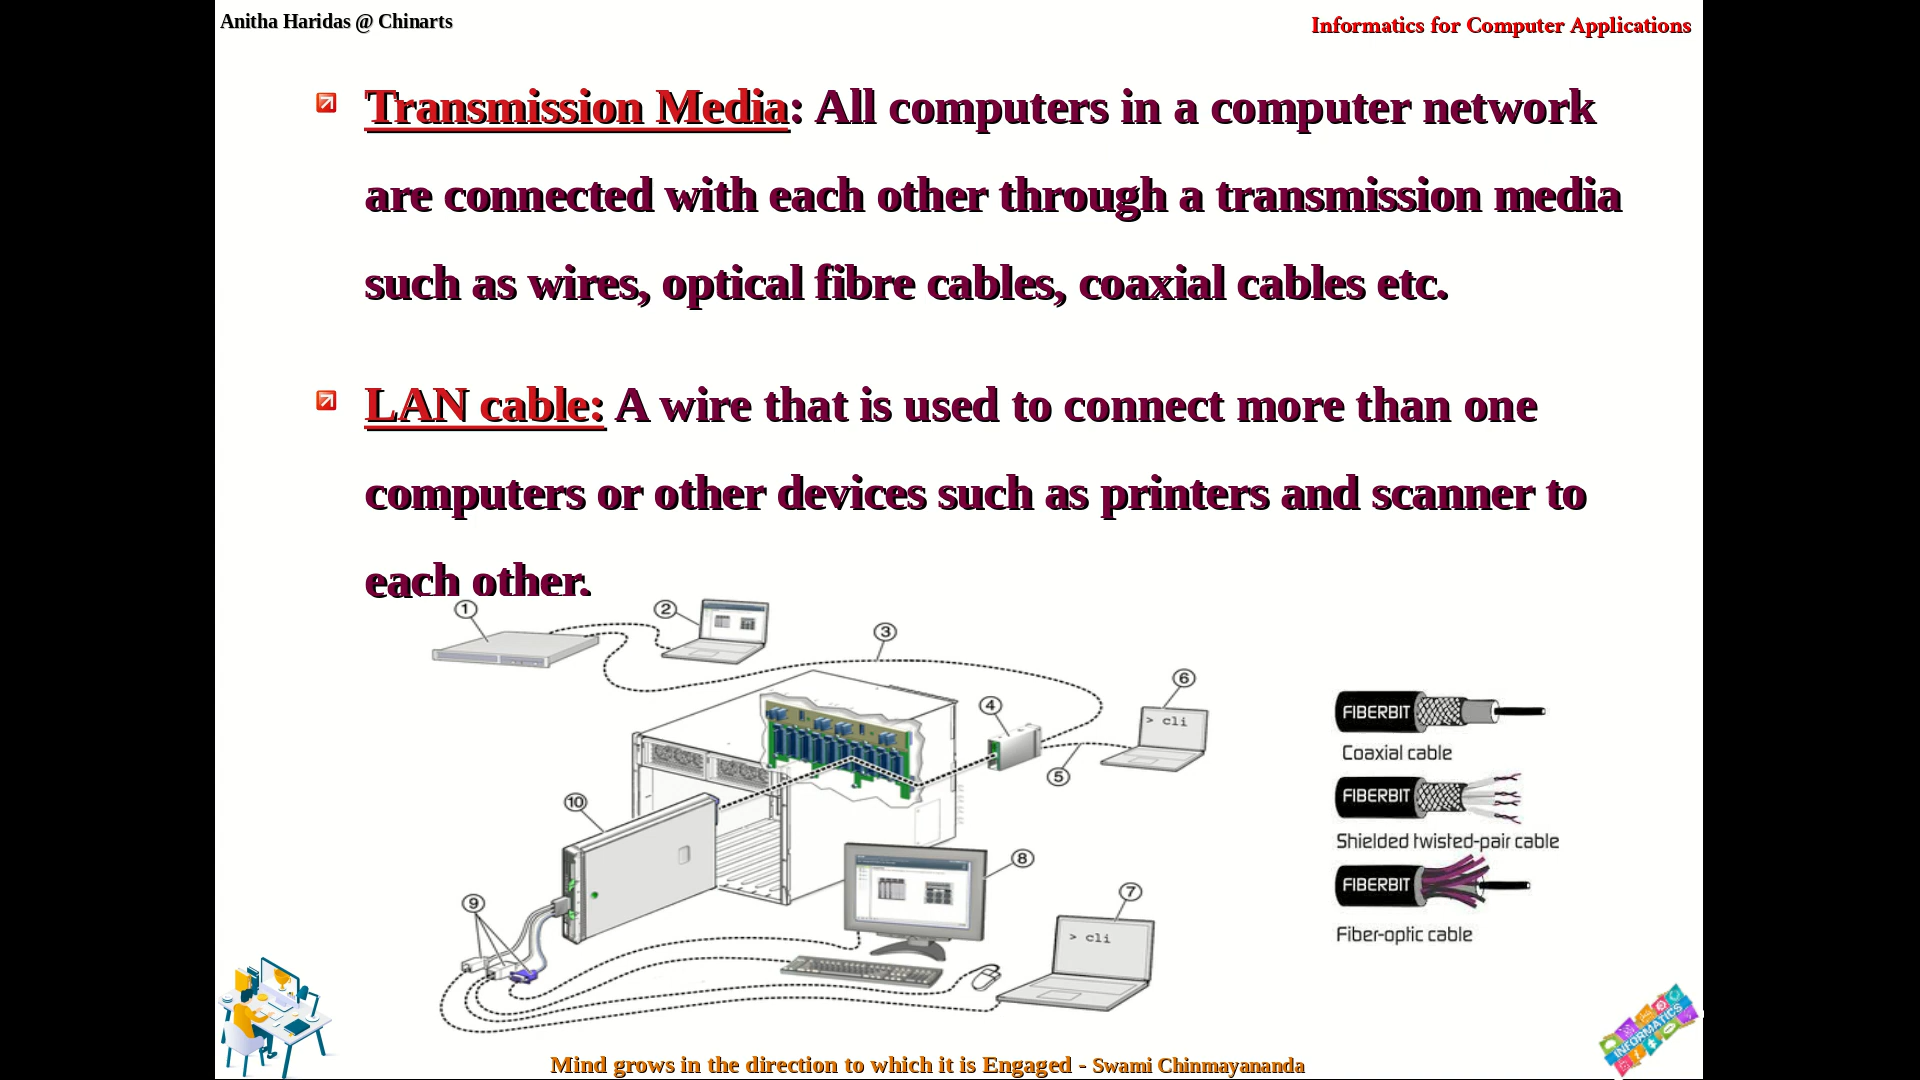 Anitha Haridas @ Chinarts
Informatics for Computer Applications
Transmission Media: All computers in a computer network
are connected with each other through a transmission media
such as wires, optical fibre cables, coaxial cables etc.
LAN cable: A wire that is used to connect more than one
computers or other devices such as printers and scanner to
each other.
1
2
3
4
5
6
> cli
7
> cli
8
9
10
FIBERBIT
Coaxial cable
FIBERBIT
Shielded twisted-pair cable
FIBERBIT
Fiber-optic cable
INFORMATICS
Mind grows in the direction to which it is Engaged - Swami Chinmayananda